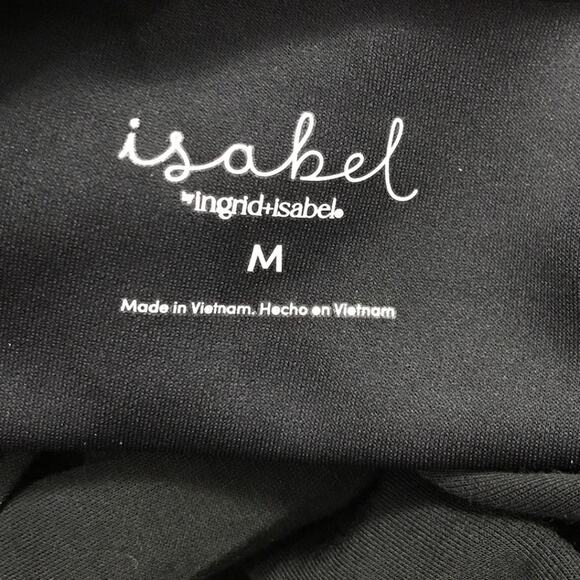 isabel
by ingrid+isabel®
M
Made in Vietnam. Hecho en Vietnam